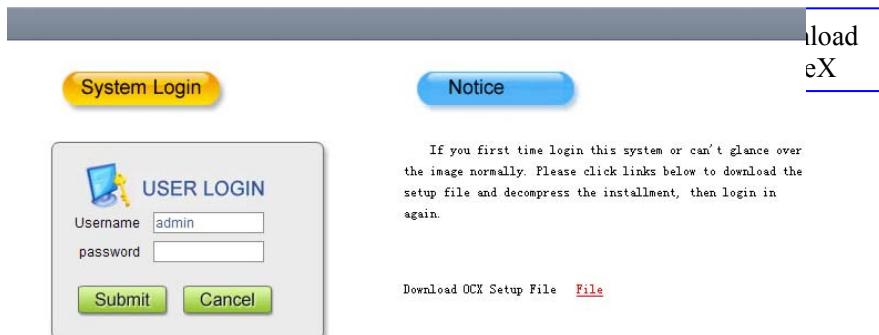 System Login
Notice
If you first time login this system or can't glance over
the image normally. Please click links below to download the
setup file and decompress the installment, then login in
again.
USER LOGIN
Username admin
password
Submit Cancel
Download OCX Setup File File